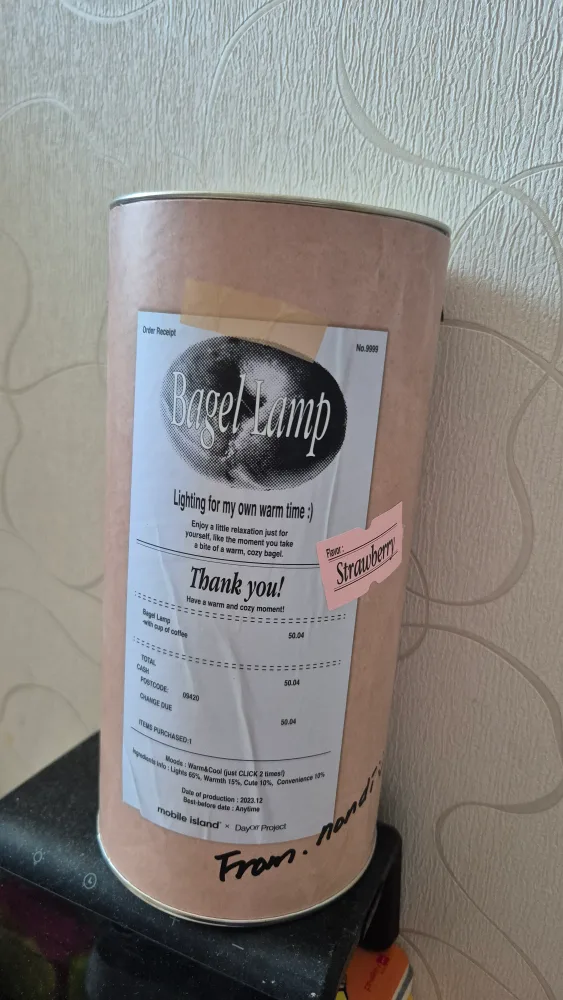 Order Receipt
No.9999
Bagel Lamp
Lighting for my own warm time :)
Enjoy a little relaxation just for
yourself, like the moment you take
a bite of a warm, cozy bagel.
Flavor :
Strawberry
Thank you!
Have a warm and cozy moment!
Bagel Lamp
-with cup of coffee
50.04
TOTAL
50.04
CASH
POSTCODE: 09420
CHANGE DUE
50.04
ITEMS PURCHASED:1
Moods : Warm&Cool (just CLICK 2 times!)
Ingredients Info : Lights 65%, Warmth 15%, Cute 10%, Convenience 10%
Date of production : 2023.12
Best-before date : Anytime
mobile island × DayOff Project
From. nandi :)